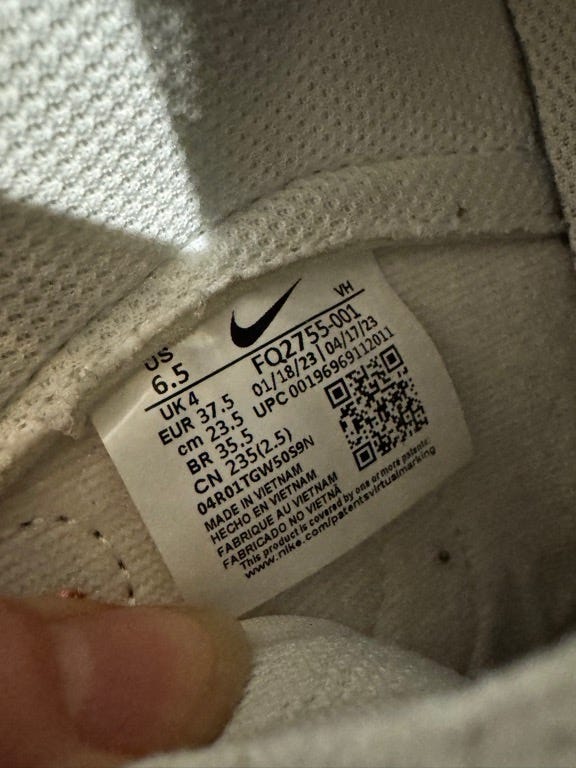 VH
US
6.5
FQ2755-001
UK 4
01/18/23 | 04/17/23
EUR 37.5
UPC 00196969112011
cm 23.5
BR 35.5
CN 235(2.5)
04R01TGW50S9N
MADE IN VIETNAM
HECHO EN VIETNAM
FABRIQUE AU VIETNAM
FABRICADO NO VIETNÃ
This product is covered by one or more patents.
www.nike.com/patentsvirtualmarking